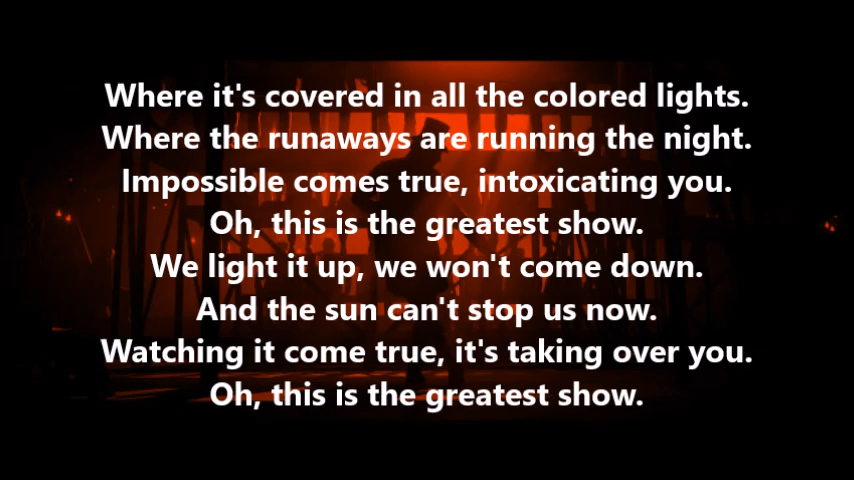 Where it's covered in all the colored lights.
Where the runaways are running the night.
Impossible comes true, intoxicating you.
Oh, this is the greatest show.
We light it up, we won't come down.
And the sun can't stop us now.
Watching it come true, it's taking over you.
Oh, this is the greatest show.